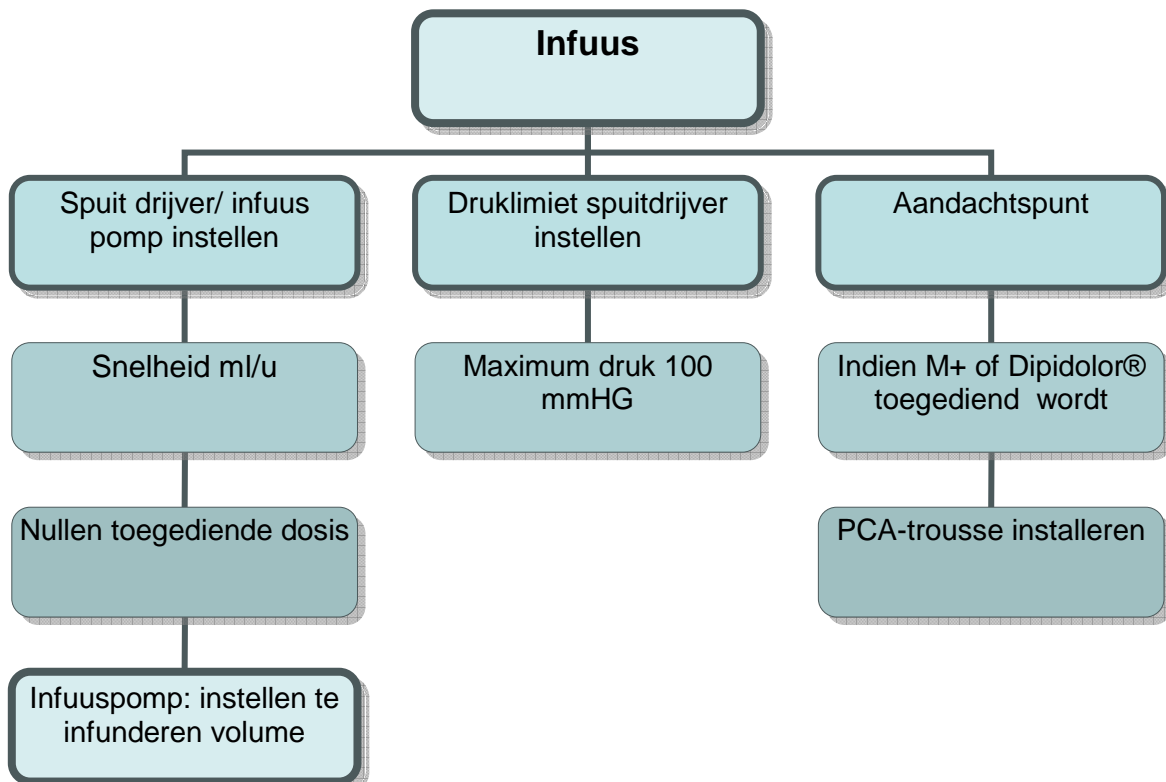 Infuus
Spuit drijver/ infuus
pomp instellen
Snelheid ml/u
Nullen toegediende dosis
Infuuspomp: instellen te
infunderen volume
Druklimiet spuitdrijver
instellen
Maximum druk 100
mmHG
Aandachtspunt
Indien M+ of Dipidolor®
toegediend wordt
PCA-trousse installeren